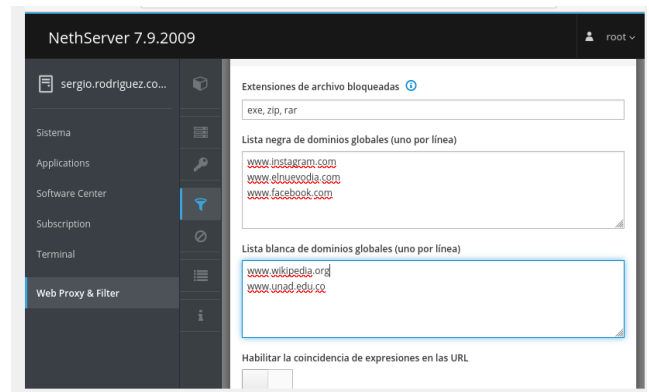 NethServer 7.9.2009
root
sergio.rodriguez.co...
Sistema
Applications
Software Center
Subscription
Terminal
Web Proxy & Filter
Extensiones de archivo bloqueadas
exe, zip, rar
Lista negra de dominios globales (uno por línea)
www.instagram.com
www.elnuevodia.com
www.facebook.com
Lista blanca de dominios globales (uno por línea)
www.wikipedia.org
www.unad.edu.co
Habilitar la coincidencia de expresiones en las URL